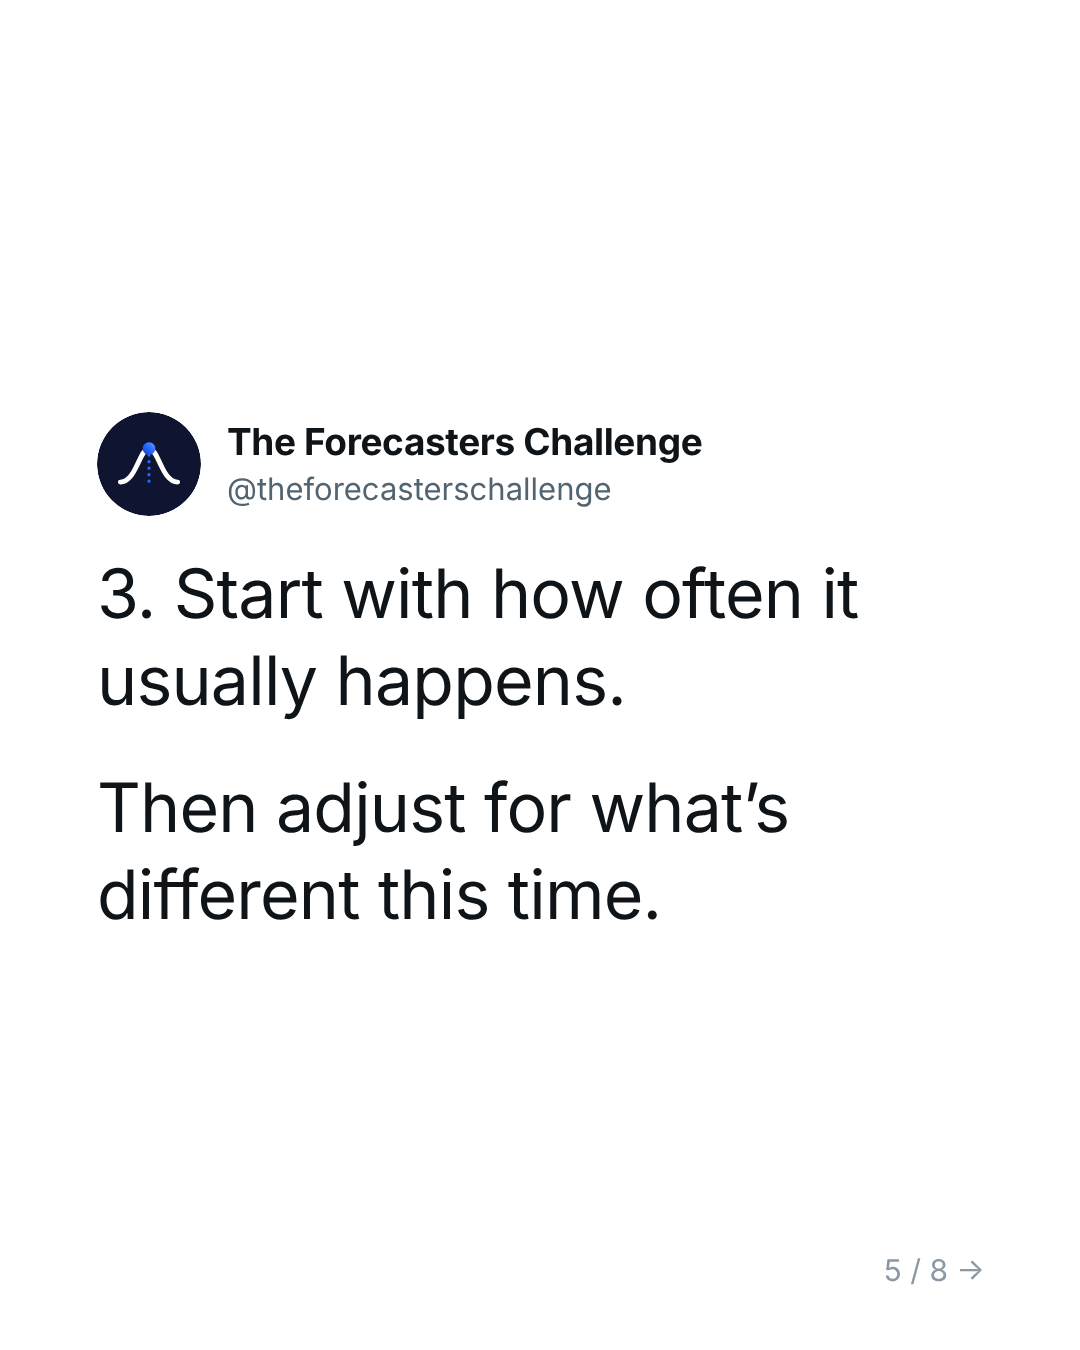 The Forecasters Challenge
@theforecasterschallenge
3. Start with how often it
usually happens.
Then adjust for what’s
different this time.
5 / 8 →